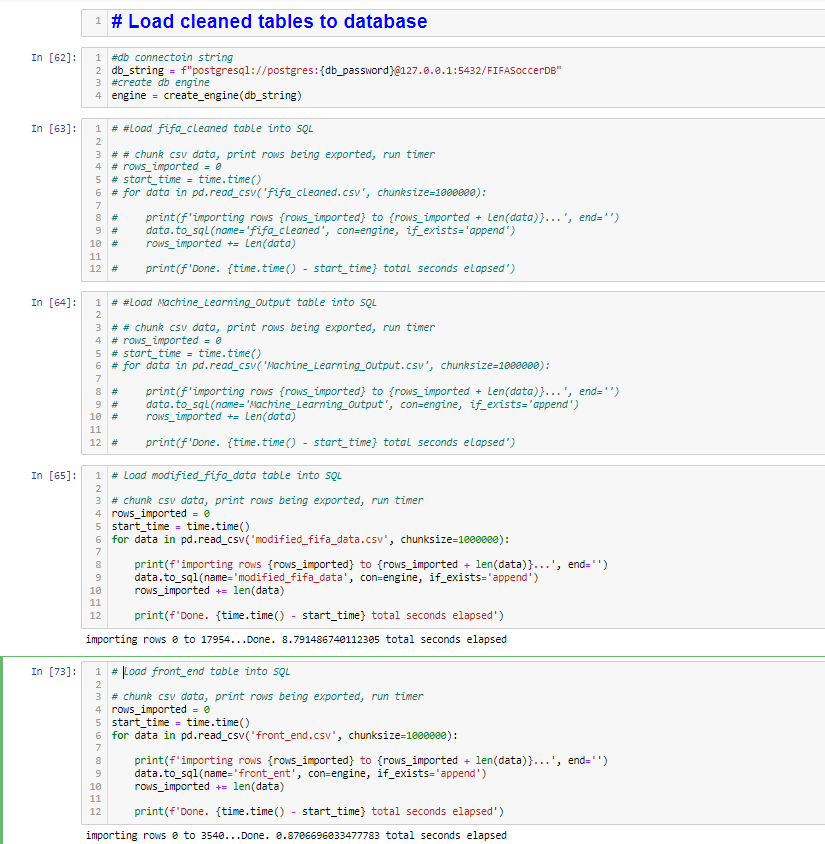 1 # Load cleaned tables to database
In [62]: 1 #db connectoin string
2 db_string = f"postgresql://postgres:{db_password}@127.0.0.1:5432/FIFASoccerDB"
3 #create db engine
4 engine = create_engine(db_string)
In [63]: 1 # #load fifa_cleaned table into SQL
2
3 # # chunk csv data, print rows being exported, run timer
4 # rows_imported = 0
5 # start_time = time.time()
6 # for data in pd.read_csv('fifa_cleaned.csv', chunksize=1000000):
7
8 #     print(f'importing rows {rows_imported} to {rows_imported + len(data)}...', end='')
9 #     data.to_sql(name='fifa_cleaned', con=engine, if_exists='append')
10 #     rows_imported += len(data)
11
12 #     print(f'Done. {time.time() - start_time} total seconds elapsed')
In [64]: 1 # #load Machine_Learning_Output table into SQL
2
3 # # chunk csv data, print rows being exported, run timer
4 # rows_imported = 0
5 # start_time = time.time()
6 # for data in pd.read_csv('Machine_Learning_Output.csv', chunksize=1000000):
7
8 #     print(f'importing rows {rows_imported} to {rows_imported + len(data)}...', end='')
9 #     data.to_sql(name='Machine_Learning_Output', con=engine, if_exists='append')
10 #     rows_imported += len(data)
11
12 #     print(f'Done. {time.time() - start_time} total seconds elapsed')
In [65]: 1 # load modified_fifa_data table into SQL
2
3 # chunk csv data, print rows being exported, run timer
4 rows_imported = 0
5 start_time = time.time()
6 for data in pd.read_csv('modified_fifa_data.csv', chunksize=1000000):
7
8     print(f'importing rows {rows_imported} to {rows_imported + len(data)}...', end='')
9     data.to_sql(name='modified_fifa_data', con=engine, if_exists='append')
10     rows_imported += len(data)
11
12     print(f'Done. {time.time() - start_time} total seconds elapsed')
importing rows 0 to 17954...Done. 8.791486740112305 total seconds elapsed
In [73]: 1 # load front_end table into SQL
2
3 # chunk csv data, print rows being exported, run timer
4 rows_imported = 0
5 start_time = time.time()
6 for data in pd.read_csv('front_end.csv', chunksize=1000000):
7
8     print(f'importing rows {rows_imported} to {rows_imported + len(data)}...', end='')
9     data.to_sql(name='front_ent', con=engine, if_exists='append')
10     rows_imported += len(data)
11
12     print(f'Done. {time.time() - start_time} total seconds elapsed')
importing rows 0 to 3540...Done. 0.8706696033477783 total seconds elapsed